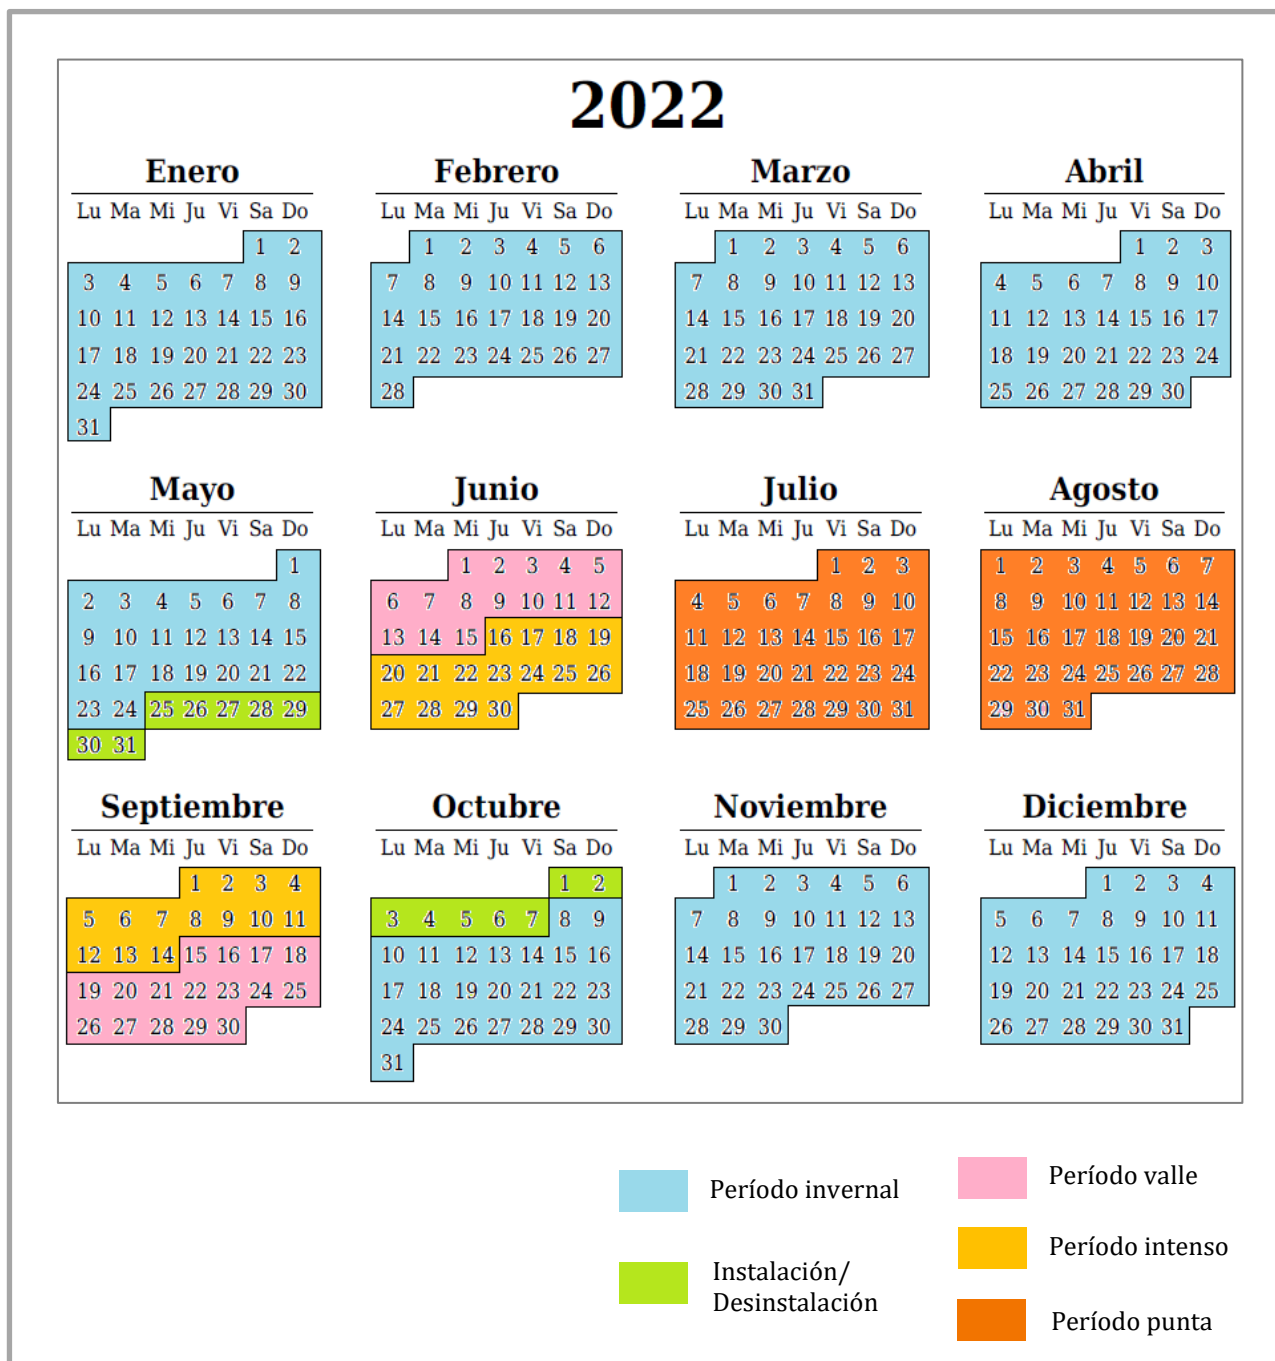 2022
Enero Febrero Marzo Abril
Lu Ma Mi Ju Vi Sa Do Lu Ma Mi Ju Vi Sa Do Lu Ma Mi Ju Vi Sa Do Lu Ma Mi Ju Vi Sa Do
1 2 1 2 3 4 5 6 1 2 3 4 5 6 1 2 3
3 4 5 6 7 8 9 7 8 9 10 11 12 13 7 8 9 10 11 12 13 4 5 6 7 8 9 10
10 11 12 13 14 15 16 14 15 16 17 18 19 20 14 15 16 17 18 19 20 11 12 13 14 15 16 17
17 18 19 20 21 22 23 21 22 23 24 25 26 27 21 22 23 24 25 26 27 18 19 20 21 22 23 24
24 25 26 27 28 29 30 28 28 29 30 31 25 26 27 28 29 30
31
Mayo Junio Julio Agosto
Lu Ma Mi Ju Vi Sa Do Lu Ma Mi Ju Vi Sa Do Lu Ma Mi Ju Vi Sa Do Lu Ma Mi Ju Vi Sa Do
1 1 2 3 4 5 1 2 3 1 2 3 4 5 6 7
2 3 4 5 6 7 8 6 7 8 9 10 11 12 4 5 6 7 8 9 10 8 9 10 11 12 13 14
9 10 11 12 13 14 15 13 14 15 16 17 18 19 11 12 13 14 15 16 17 15 16 17 18 19 20 21
16 17 18 19 20 21 22 20 21 22 23 24 25 26 18 19 20 21 22 23 24 22 23 24 25 26 27 28
23 24 25 26 27 28 29 27 28 29 30 25 26 27 28 29 30 31 29 30 31
30 31
Septiembre Octubre Noviembre Diciembre
Lu Ma Mi Ju Vi Sa Do Lu Ma Mi Ju Vi Sa Do Lu Ma Mi Ju Vi Sa Do Lu Ma Mi Ju Vi Sa Do
1 2 3 4 1 2 1 2 3 4 5 6 1 2 3 4
5 6 7 8 9 10 11 3 4 5 6 7 8 9 7 8 9 10 11 12 13 5 6 7 8 9 10 11
12 13 14 15 16 17 18 10 11 12 13 14 15 16 14 15 16 17 18 19 20 12 13 14 15 16 17 18
19 20 21 22 23 24 25 17 18 19 20 21 22 23 21 22 23 24 25 26 27 19 20 21 22 23 24 25
26 27 28 29 30 24 25 26 27 28 29 30 28 29 30 26 27 28 29 30 31
31
Período invernal
Instalación/
Desinstalación
Período valle
Período intenso
Período punta